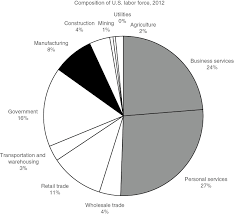 Composition of U.S. labor force, 2012
Utilities
0%
Construction
4%
Mining
1%
Agriculture
2%
Manufacturing
8%
Business services
24%
Government
16%
Transportation and
warehousing
3%
Retail trade
11%
Wholesale trade
4%
Personal services
27%